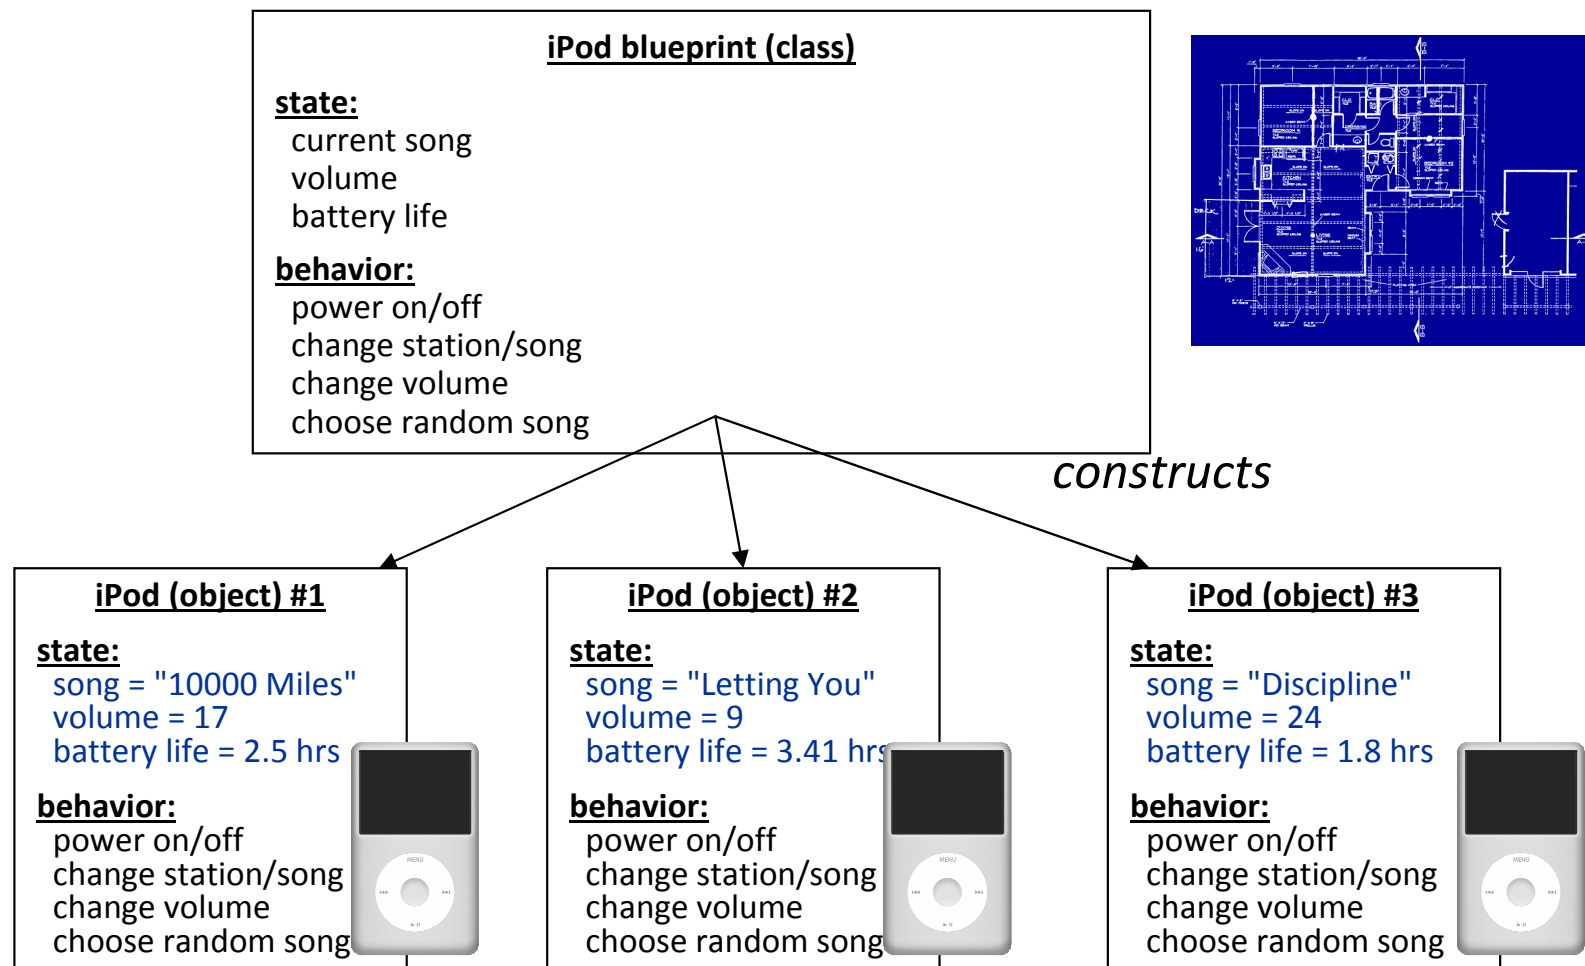 iPod blueprint (class)
state:
current song
volume
battery life
behavior:
power on/off
change station/song
change volume
choose random song
constructs
iPod (object) #1
state:
song = "10000 Miles"
volume = 17
battery life = 2.5 hrs
behavior:
power on/off
change station/song
change volume
choose random song
MENU
iPod (object) #2
state:
song = "Letting You"
volume = 9
battery life = 3.41 hrs
behavior:
power on/off
change station/song
change volume
choose random song
MENU
iPod (object) #3
state:
song = "Discipline"
volume = 24
battery life = 1.8 hrs
behavior:
power on/off
change station/song
change volume
choose random song
MENU